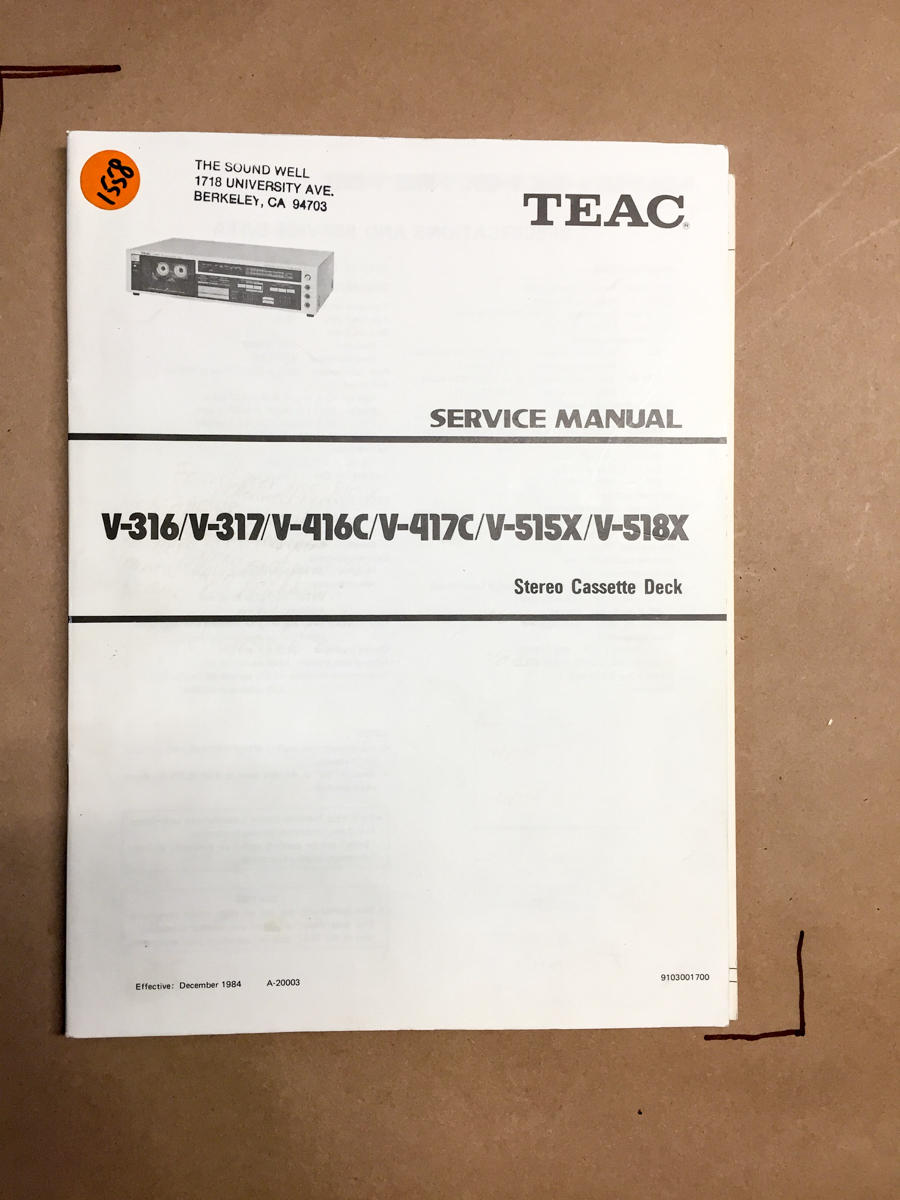 1558
THE SOUND WELL
1718 UNIVERSITY AVE.
BERKELEY, CA 94703
TEAC®
SERVICE MANUAL
V-316/V-317/V-416C/V-417C/V-515X/V-518X
Stereo Cassette Deck
Effective: December 1984 A-20003
9103001700